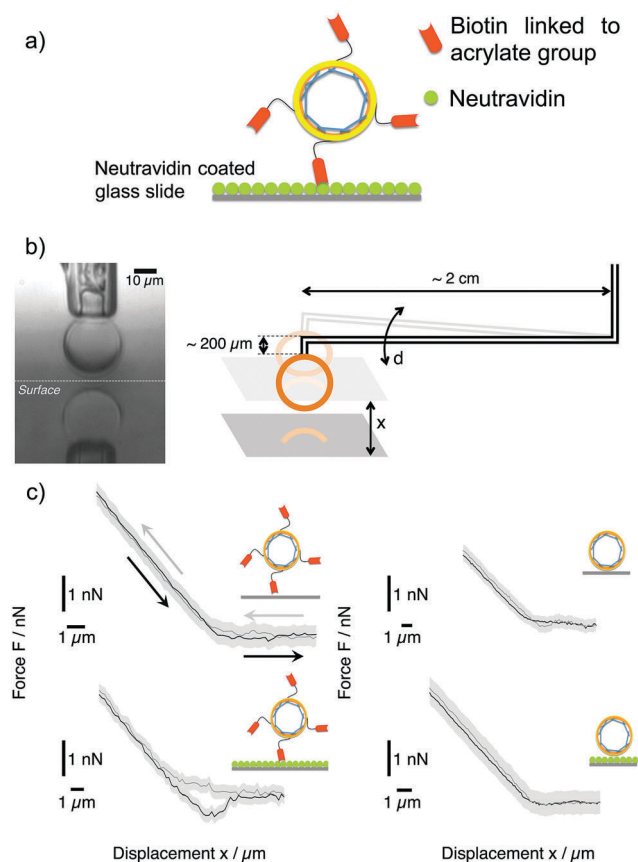 a)
Biotin linked to
acrylate group
Neutravidin
Neutravidin coated
glass slide
b)
10 µm
Surface
~ 2 cm
~ 200 µm
d
x
c)
1 nN
1 µm
1 nN
1 µm
Force F / nN
Force F / nN
1 nN
1 µm
1 nN
1 µm
Displacement x / µm
Displacement x / µm